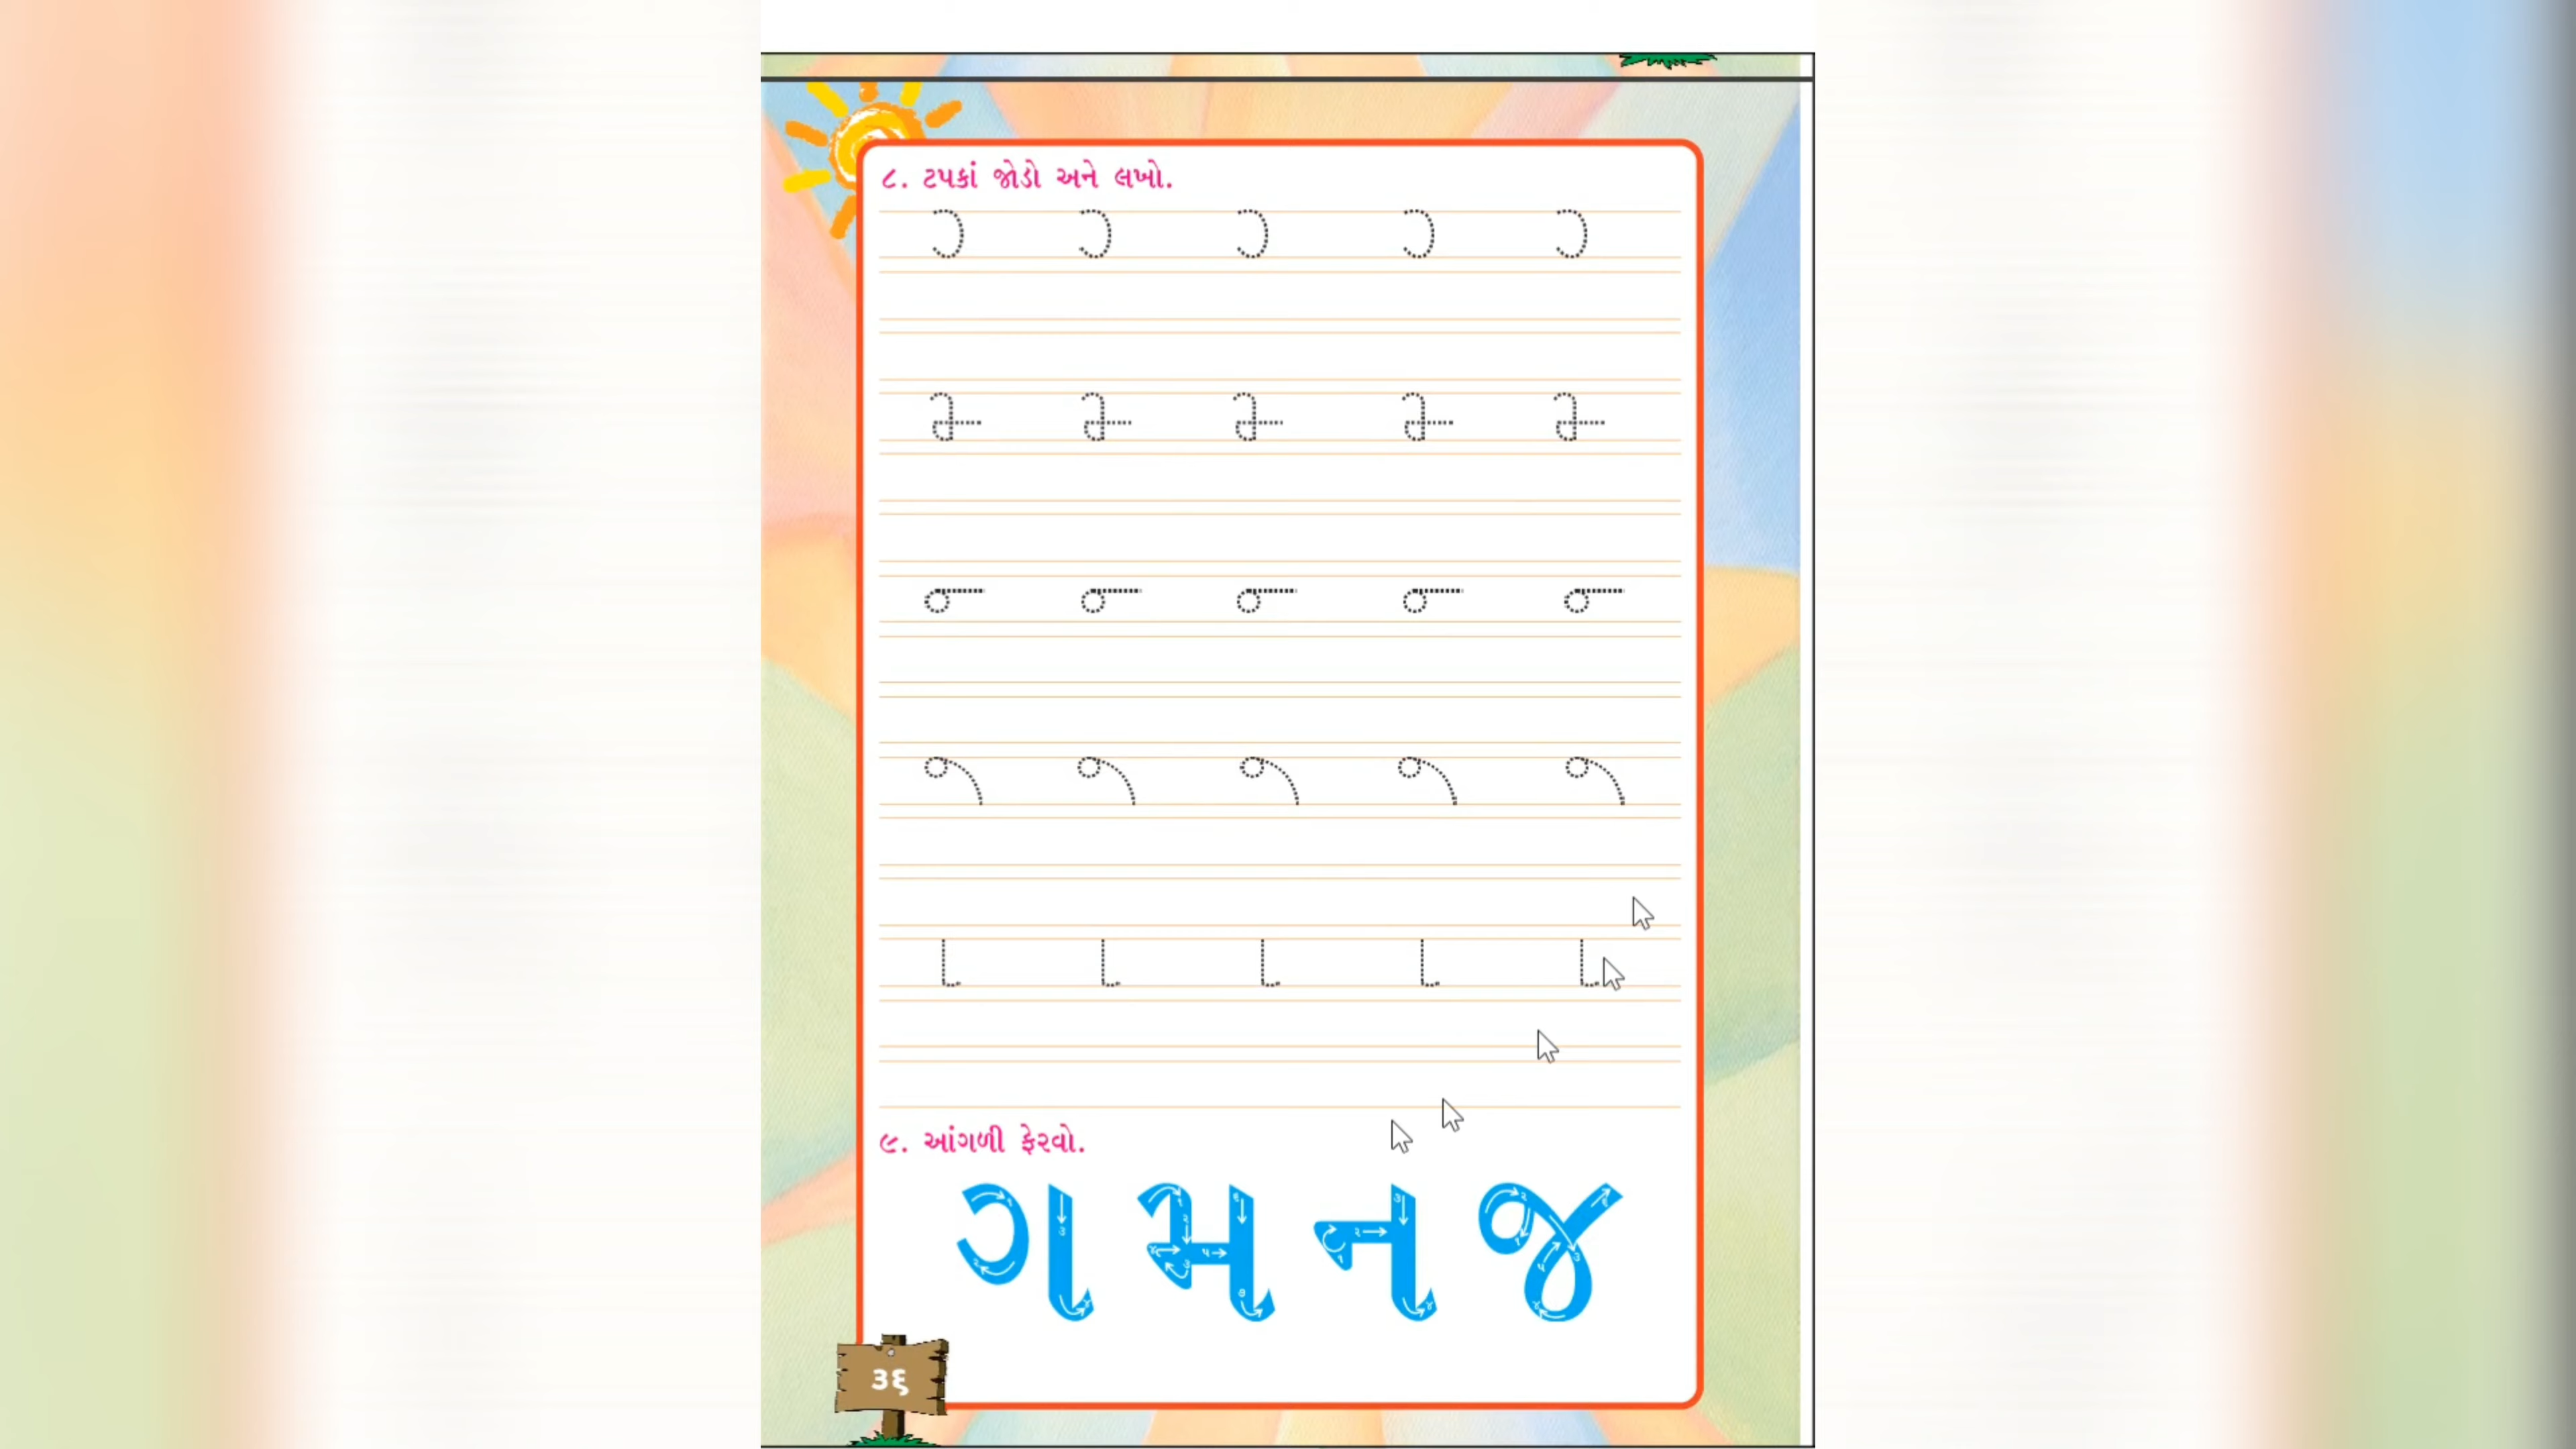 ૮. ટપકાં જોડો અને લખો.
૯. આંગળી ફેરવો.
ગ મ ન જ
૩૬